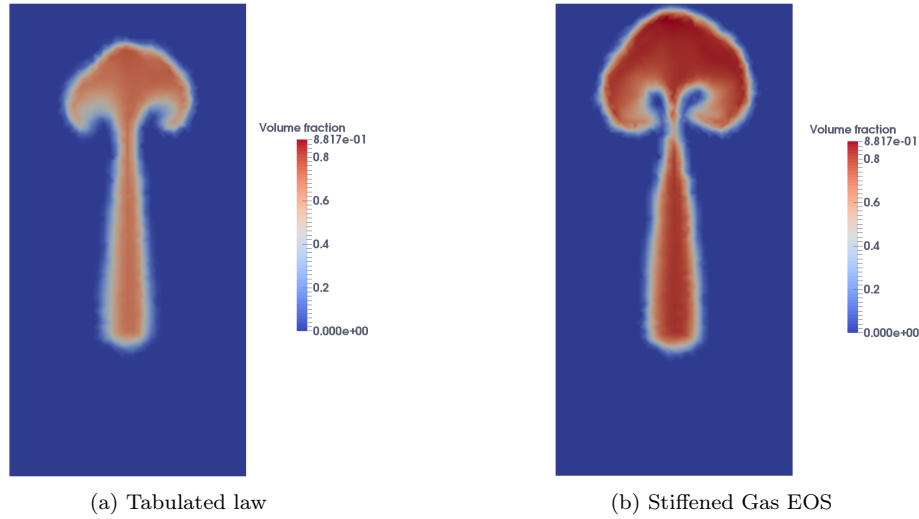 Volume fraction
8.817e-01
0.8
0.6
0.4
0.2
0.000e+00
Volume fraction
8.817e-01
0.8
0.6
0.4
0.2
0.000e+00
(a) Tabulated law
(b) Stiffened Gas EOS